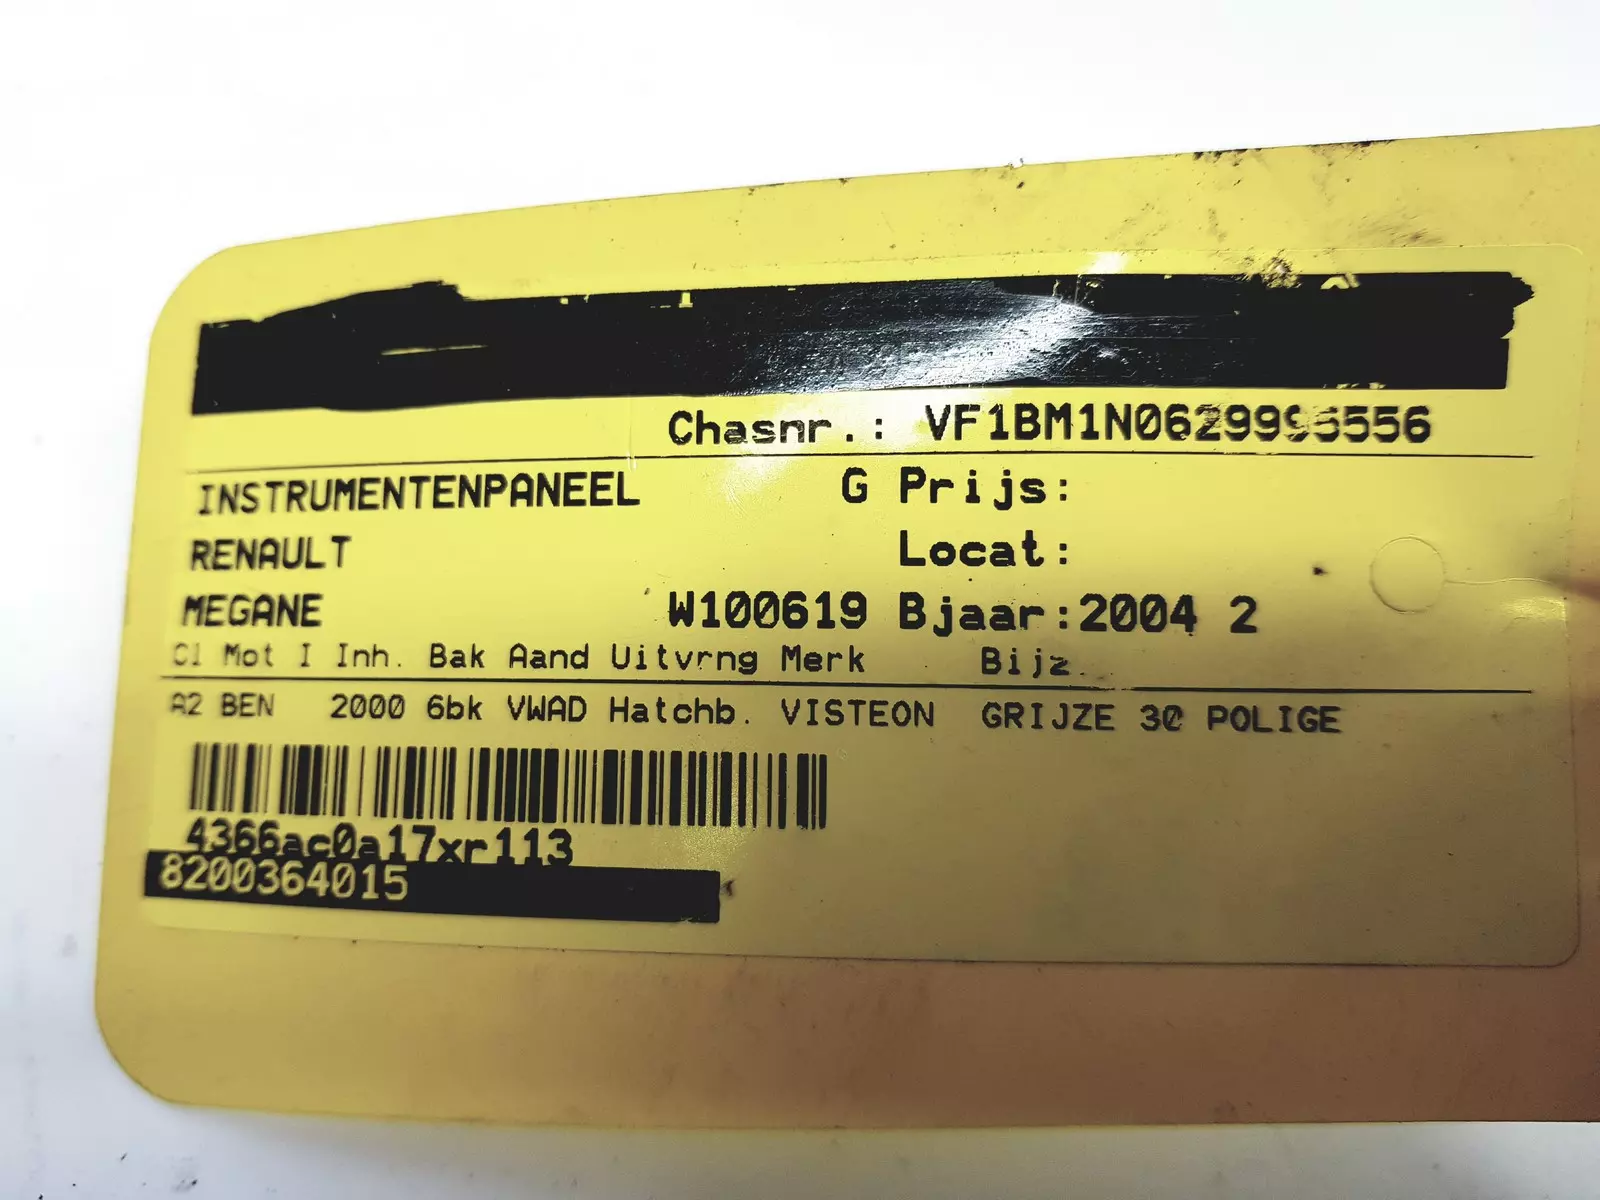 Chasnr.: VF1BM1N0629996556
INSTRUMENTENPANEEL G Prijs:
RENAULT Locat:
MEGANE W100619 Bjaar:2004 2
Cl Mot I Inh. Bak Aand Uitvrng Merk Bijz.
A2 BEN 2000 6bk VWAD Hatchb. VISTEON GRIJZE 30 POLIGE
4366ac0a17xr113
8200364015